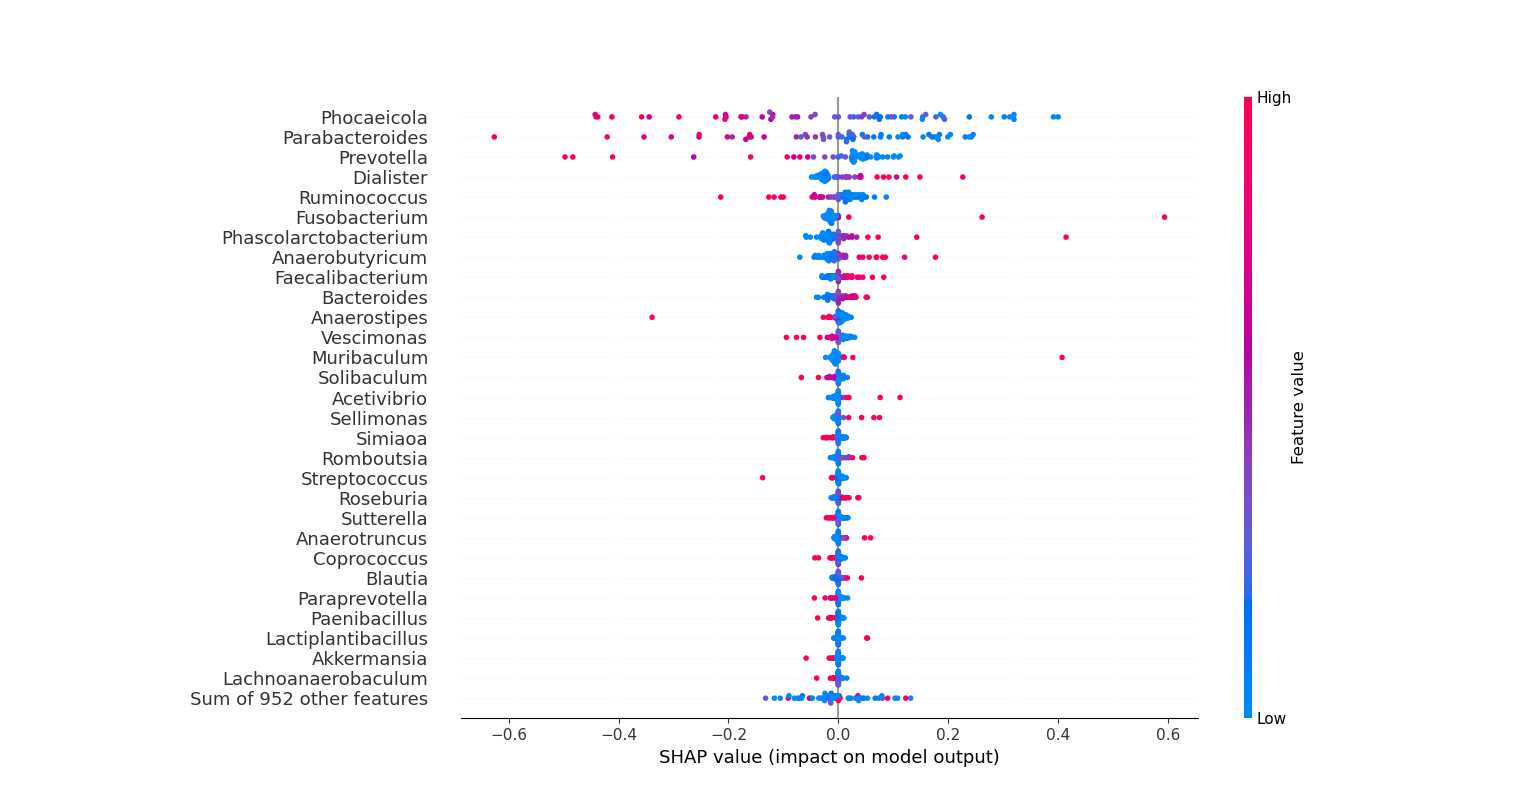 High
Phocaeicola
Parabacteroides
Prevotella
Dialister
Ruminococcus
Fusobacterium
Phascolarctobacterium
Anaerobutyricum
Faecalibacterium
Bacteroides
Anaerostipes
Vescimonas
Muribaculum
Solibaculum
Acetivibrio
Sellimonas
Simiaoa
Romboutsia
Streptococcus
Roseburia
Sutterella
Anaerotruncus
Coprococcus
Blautia
Paraprevotella
Paenibacillus
Lactiplantibacillus
Akkermansia
Lachnoanaerobaculum
Sum of 952 other features
Feature value
Low
−0.6 −0.4 −0.2 0.0 0.2 0.4 0.6
SHAP value (impact on model output)